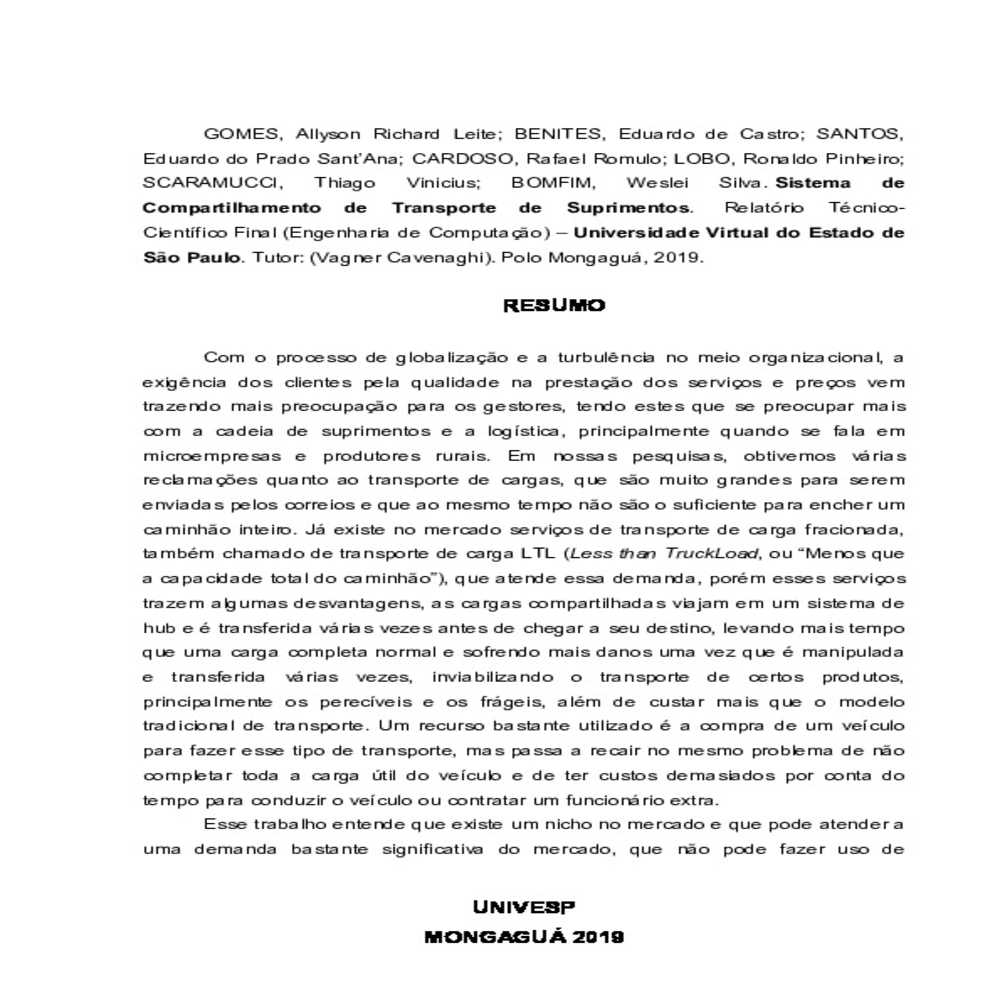 GOMES, Allyson Richard Leite; BENITES, Eduardo de Castro; SANTOS,
Eduardo do Prado Sant'Ana; CARDOSO, Rafael Romulo; LOBO, Ronaldo Pinheiro;
SCARAMUCCI, Thiago Vinicius; BOMFIM, Weslei Silva. Sistema de
Compartilhamento de Transporte de Suprimentos. Relatório Técnico-
Científico Final (Engenharia de Computação) – Universidade Virtual do Estado de
São Paulo. Tutor: (Vagner Cavenaghi). Polo Mongaguá, 2019.
RESUMO
Com o processo de globalização e a turbulência no meio organizacional, a
exigência dos clientes pela qualidade na prestação dos serviços e preços vem
trazendo mais preocupação para os gestores, tendo estes que se preocupar mais
com a cadeia de suprimentos e a logística, principalmente quando se fala em
microempresas e produtores rurais. Em nossas pesquisas, obtivemos várias
reclamações quanto ao transporte de cargas, que são muito grandes para serem
enviadas pelos correios e que ao mesmo tempo não são o suficiente para encher um
caminhão inteiro. Já existe no mercado serviços de transporte de carga fracionada,
também chamado de transporte de carga LTL (Less than TruckLoad, ou “Menos que
a capacidade total do caminhão”), que atende essa demanda, porém esses serviços
trazem algumas desvantagens, as cargas compartilhadas viajam em um sistema de
hub e é transferida várias vezes antes de chegar a seu destino, levando mais tempo
que uma carga completa normal e sofrendo mais danos uma vez que é manipulada
e transferida várias vezes, inviabilizando o transporte de certos produtos,
principalmente os perecíveis e os frágeis, além de custar mais que o modelo
tradicional de transporte. Um recurso bastante utilizado é a compra de um veículo
para fazer esse tipo de transporte, mas passa a recair no mesmo problema de não
completar toda a carga útil do veículo e de ter custos demasiados por conta do
tempo para conduzir o veículo ou contratar um funcionário extra.
Esse trabalho entende que existe um nicho no mercado e que pode atender a
uma demanda bastante significativa do mercado, que não pode fazer uso de
UNIVESP
MONGAGUÁ 2019